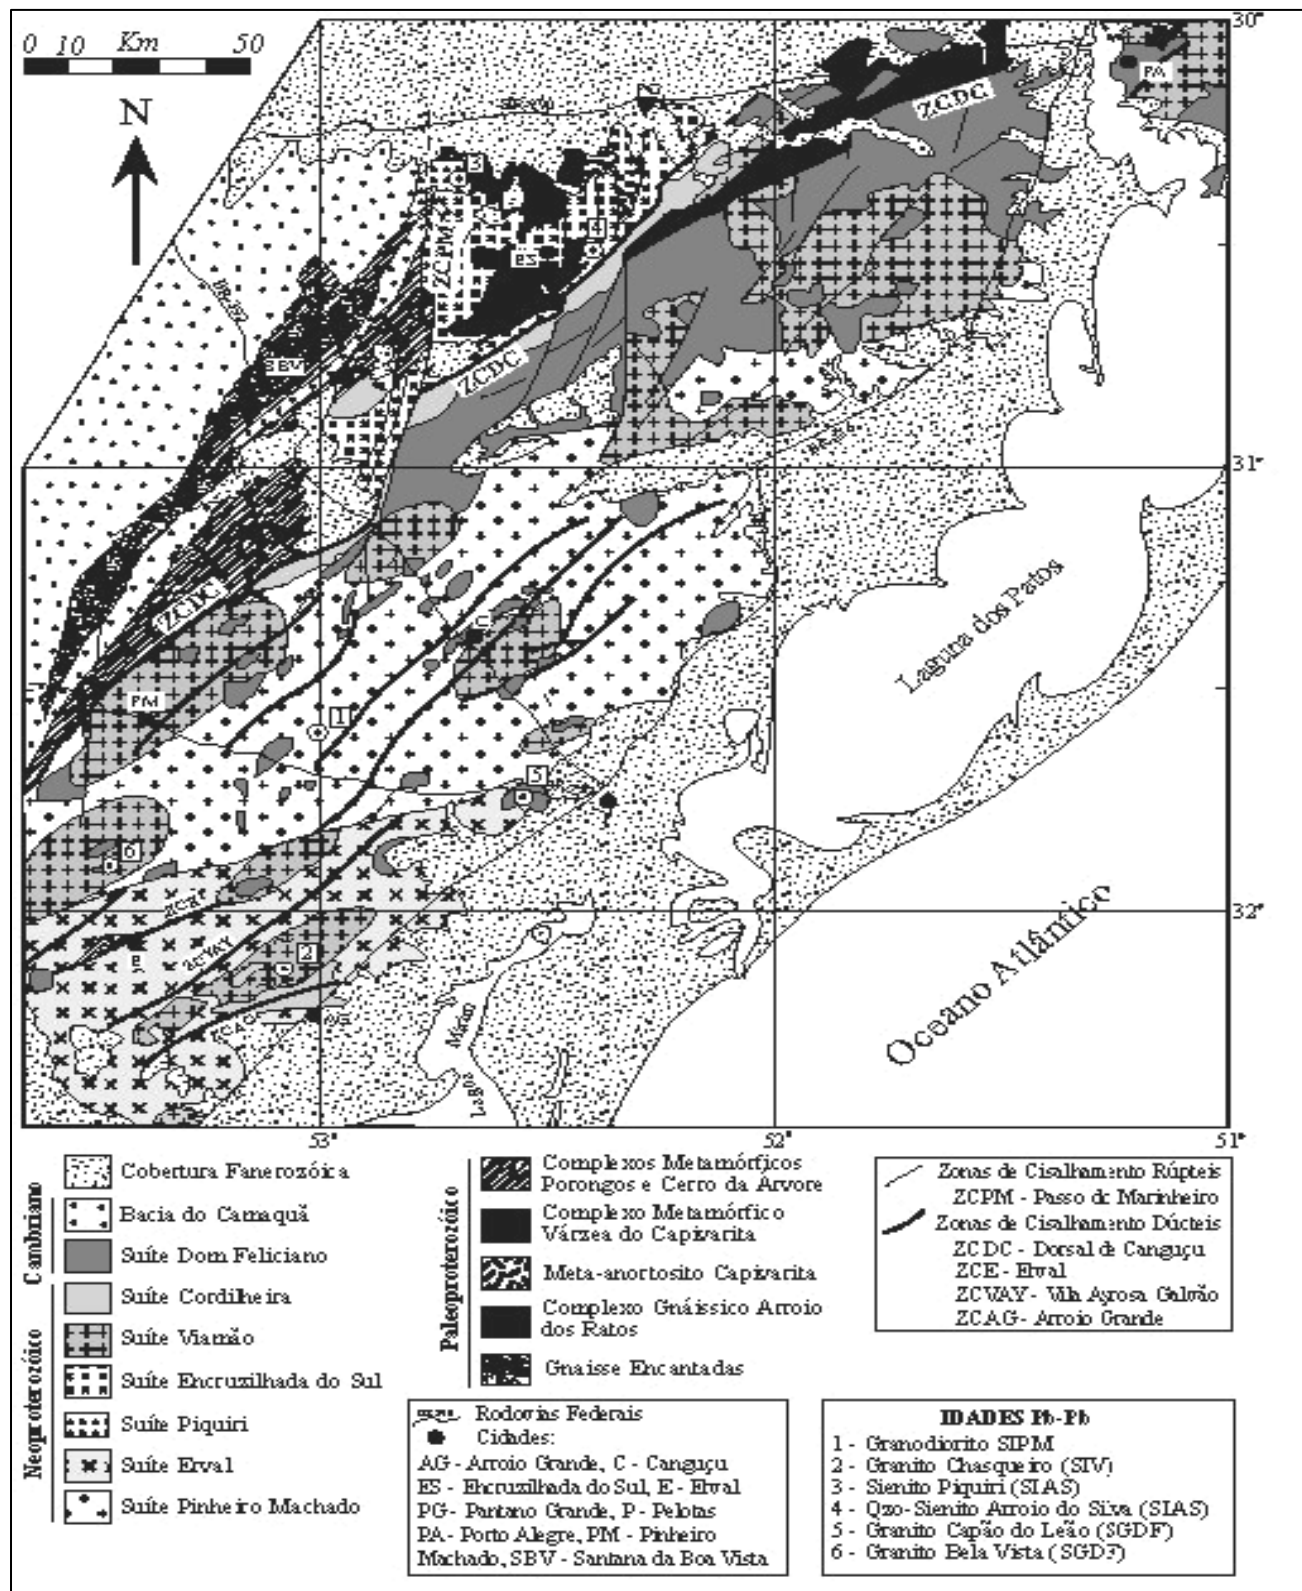 0 10 Km 50
30°
N
PA
ZCDC
3
ZCPM
4
ES
SBV
ZCDC
31°
ZCDC
C
Laguna dos Patos
PM
1
5
P
6
32°
Oceano Atlântico
E
ZCVAY
2
AG
ZCAG
Mirim
Lagoa
53° 52° 51°
Cambriano
Cobertura Fanerozóica
Bacia do Camaquã
Suíte Dom Feliciano
Neoproterozóico
Suíte Cordilheira
Suíte Viamão
Suíte Encruzilhada do Sul
Suíte Piquiri
Suíte Erval
Suíte Pinheiro Machado
Paleoproterozóico
Complexos Metamórficos
Porongos e Cerro da Árvore
Complexo Metamórfico
Várzea do Capivarita
Meta-anortosito Capivarita
Complexo Gnáissico Arroio
dos Ratos
Gnaisse Encantadas
Zonas de Cisalhamento Rúpteis
ZCPM - Passo do Marinheiro
Zonas de Cisalhamento Dúcteis
ZCDC - Dorsal de Canguçu
ZCE - Erval
ZCVAY - Vila Ayrosa Galvão
ZCAG - Arroio Grande
Rodovias Federais
Cidades:
AG - Arroio Grande, C - Canguçu
ES - Encruzilhada do Sul, E - Erval
PG - Pantano Grande, P - Pelotas
PA - Porto Alegre, PM - Pinheiro
Machado, SBV - Santana da Boa Vista
IDADES Pb-Pb
1 - Granodiorito SIPM
2 - Granito Chasqueiro (SIV)
3 - Sienito Piquiri (SIAS)
4 - Qzo-Sienito Arroio do Silva (SIAS)
5 - Granito Capão do Leão (SGDF)
6 - Granito Bela Vista (SGDF)